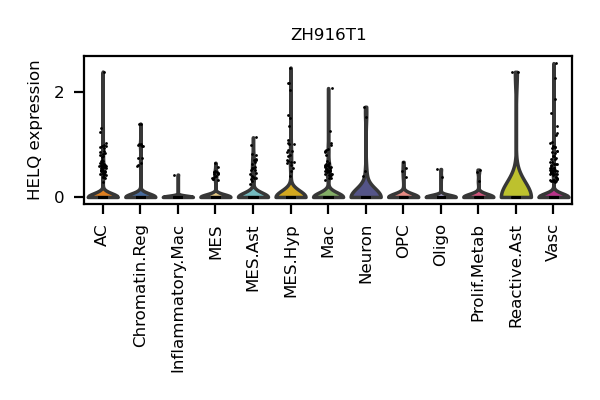 ZH916T1
HELQ expression
2
0
AC
Chromatin.Reg
Inflammatory.Mac
MES
MES.Ast
MES.Hyp
Mac
Neuron
OPC
Oligo
Prolif.Metab
Reactive.Ast
Vasc